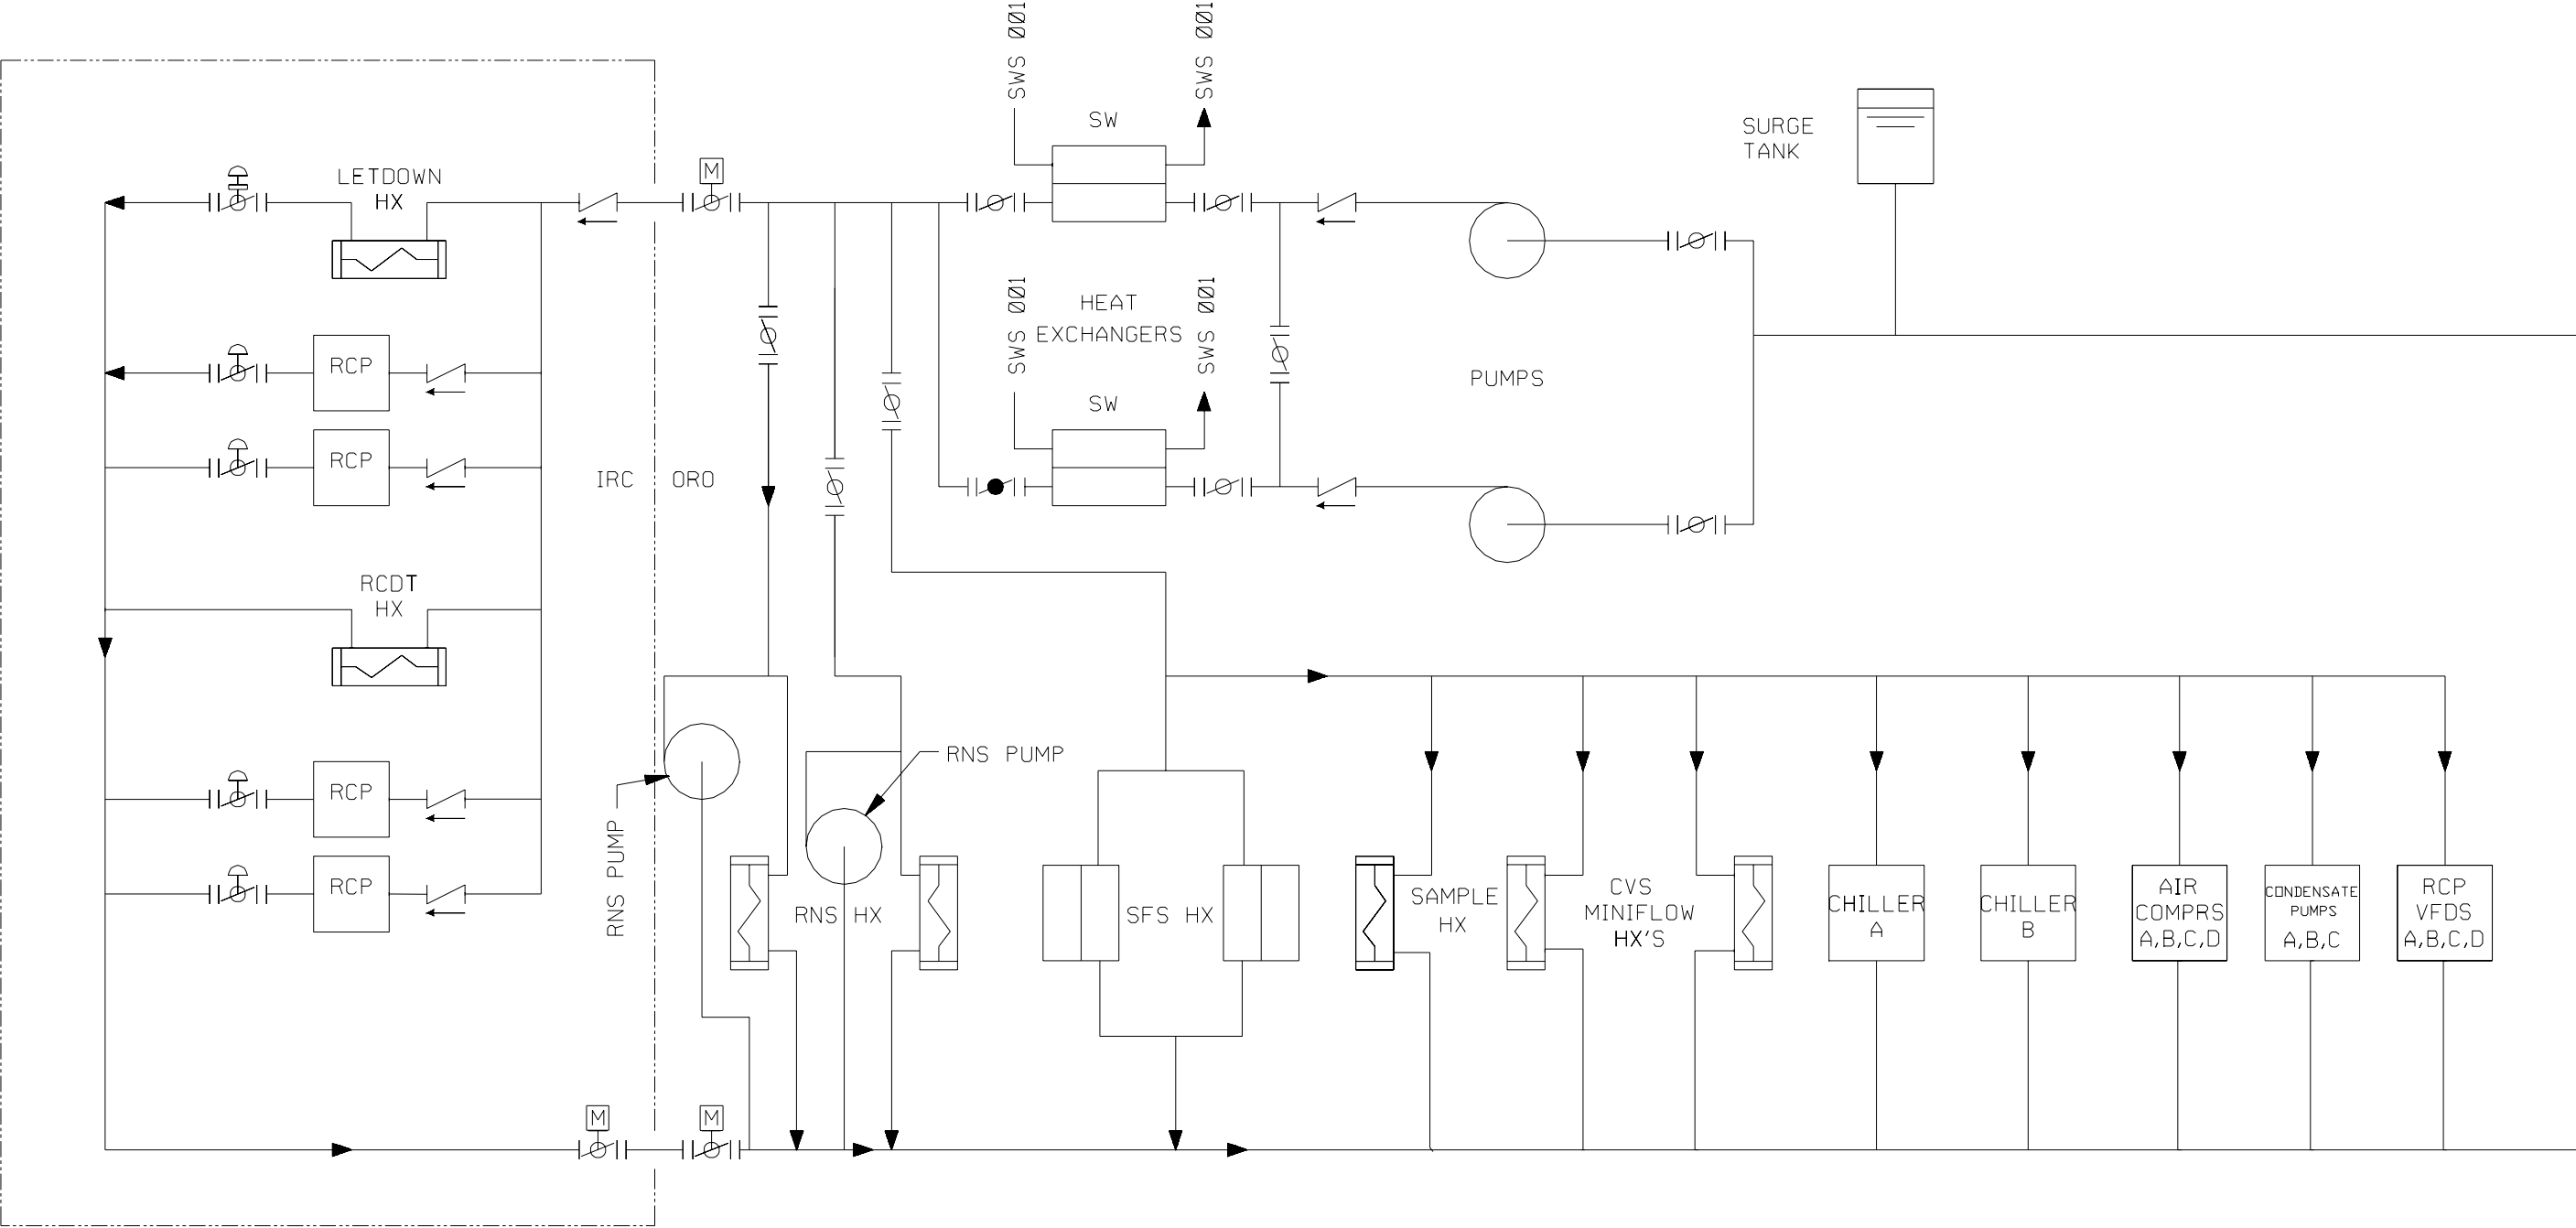 SWS 001
SWS 001
SW
SURGE
TANK
M
LETDOWN
HX
SWS 001
SWS 001
HEAT
EXCHANGERS
RCP
PUMPS
SW
RCP
IRC
ORO
RCDT
HX
RNS PUMP
RCP
RNS PUMP
RCP
RNS HX
SFS HX
SAMPLE
HX
CVS
MINIFLOW
HX'S
CHILLER
A
CHILLER
B
AIR
COMPRS
A,B,C,D
CONDENSATE
PUMPS
A,B,C
RCP
VFDS
A,B,C,D
M
M